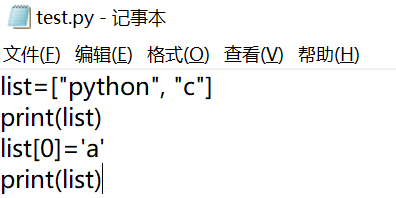 test.py - 记事本
文件(F) 编辑(E) 格式(O) 查看(V) 帮助(H)
list=["python", "c"]
print(list)
list[0]='a'
print(list)